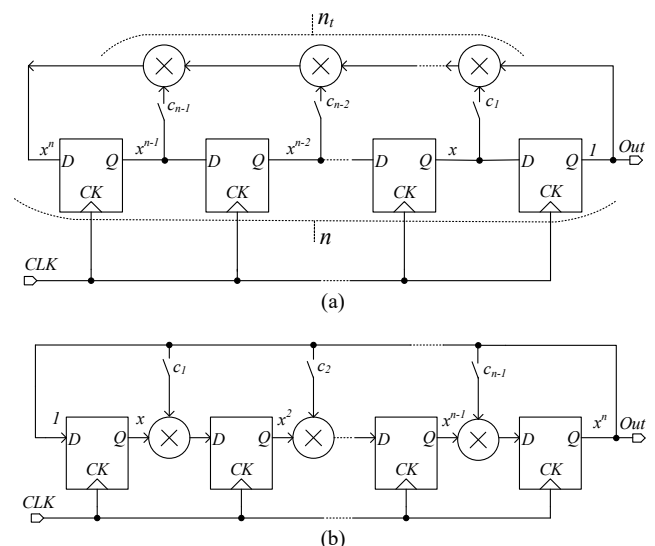 n_t
c_{n-1} c_{n-2} c_1
x^n D Q x^{n-1} D Q x^{n-2} D Q x D Q 1 Out
CK CK CK CK
n
CLK
(a)
c_1 c_2 c_{n-1}
1 D Q x D Q x^2 D Q x^{n-1} D Q x^n Out
CK CK CK CK
CLK
(b)